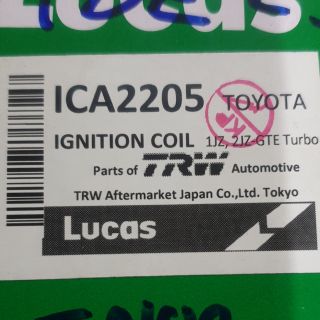 Lucas
ICA2205 TOYOTA
IGNITION COIL 1JZ, 2JZ-GTE Turbo
Parts of TRW Automotive
TRW Aftermarket Japan Co.,Ltd. Tokyo
Lucas